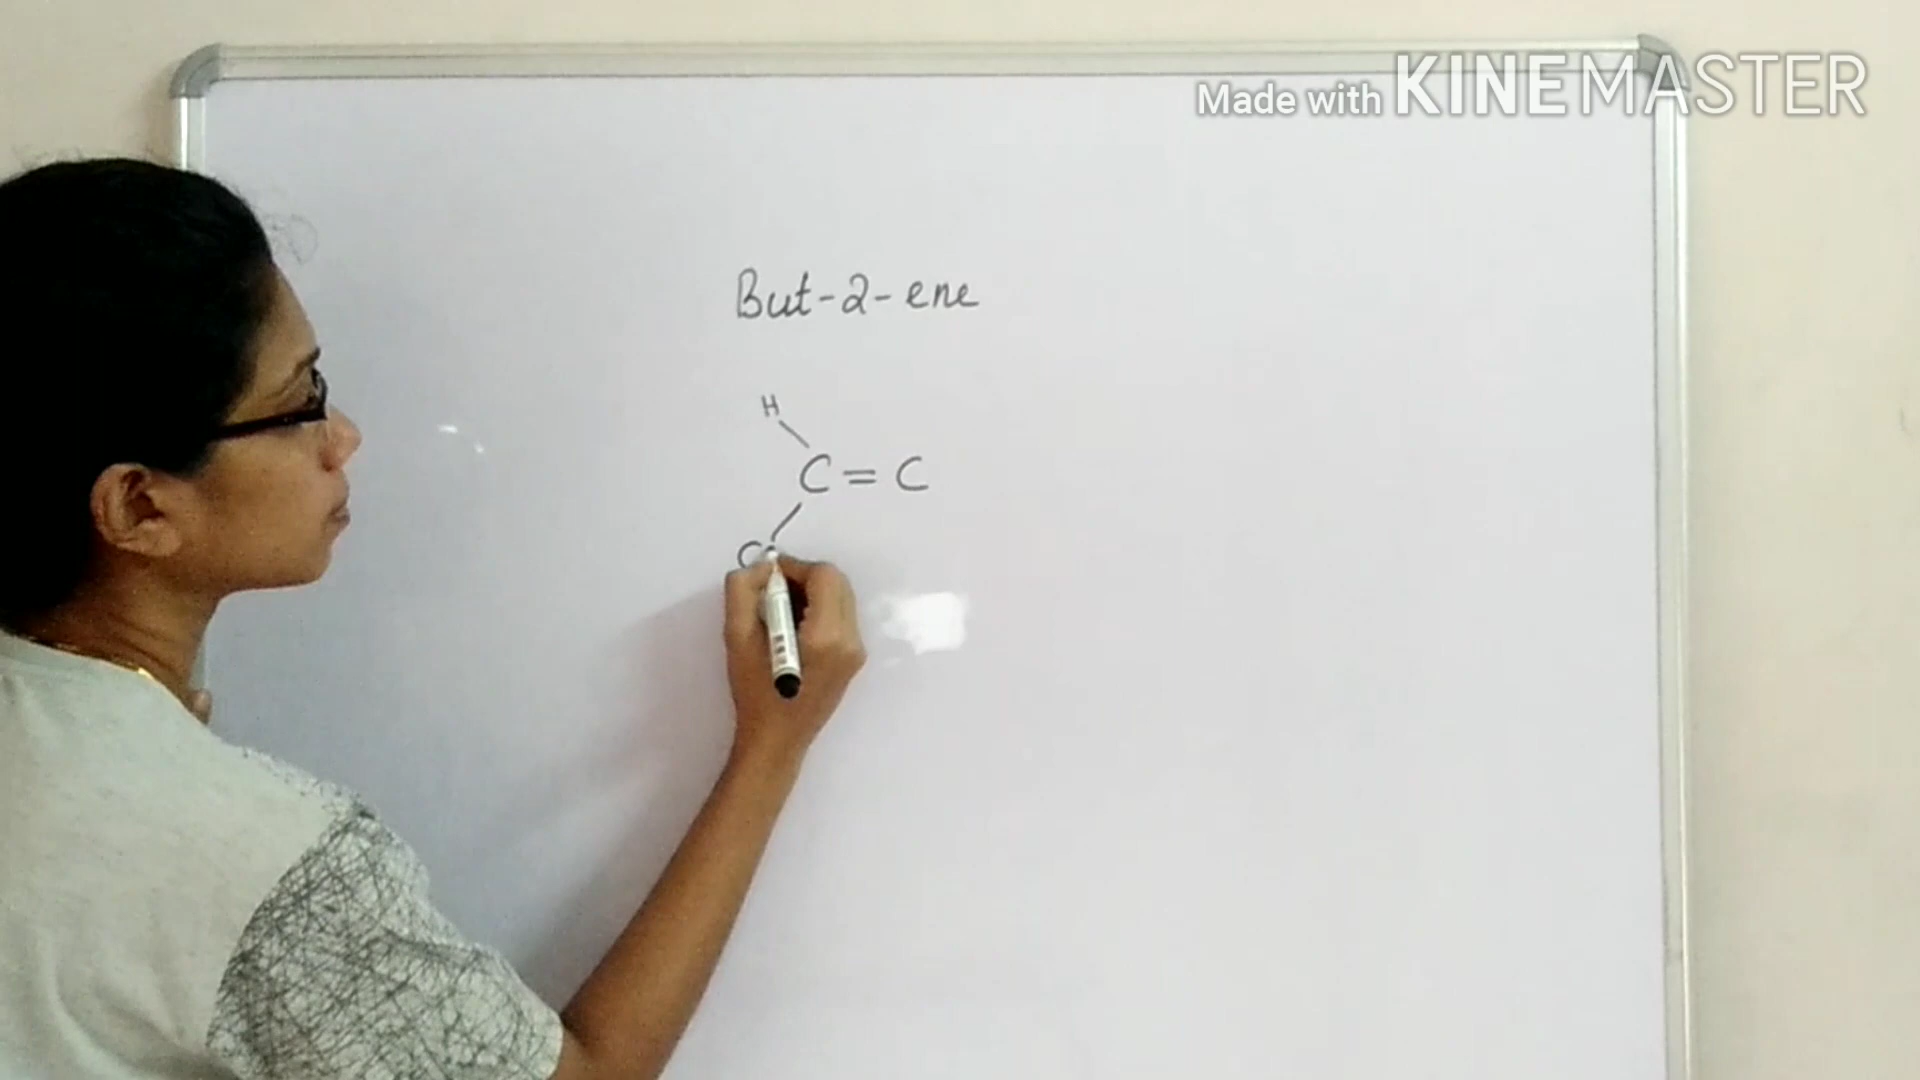 Made with KINEMASTER
But-2-ene
H
C = C
C